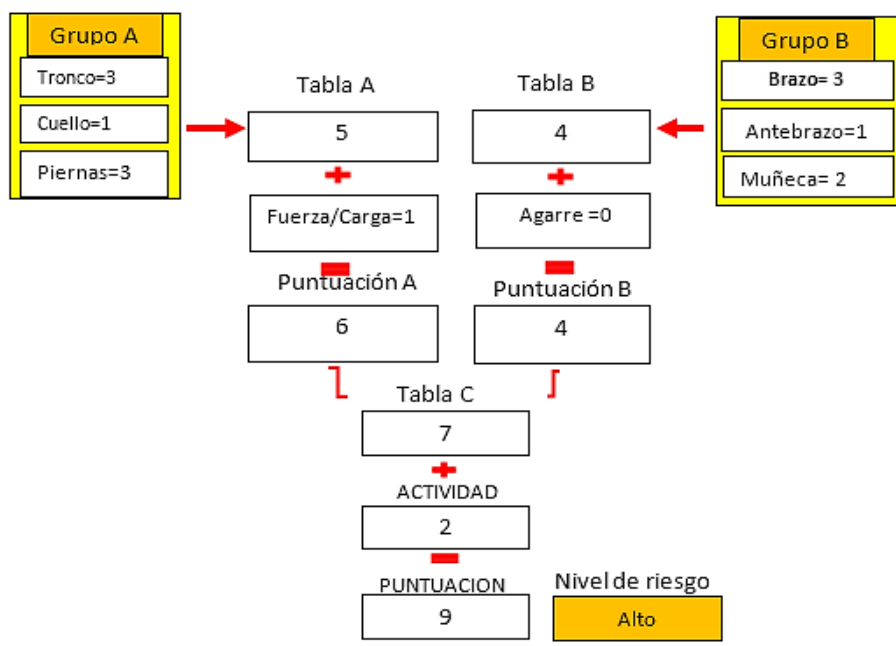 Grupo A
Tronco=3
Cuello=1
Piernas=3
Tabla A
5
Fuerza/Carga=1
Puntuación A
6
Grupo B
Brazo= 3
Antebrazo=1
Muñeca= 2
Tabla B
4
Agarre =0
Puntuación B
4
Tabla C
7
ACTIVIDAD
2
PUNTUACION
9
Nivel de riesgo
Alto